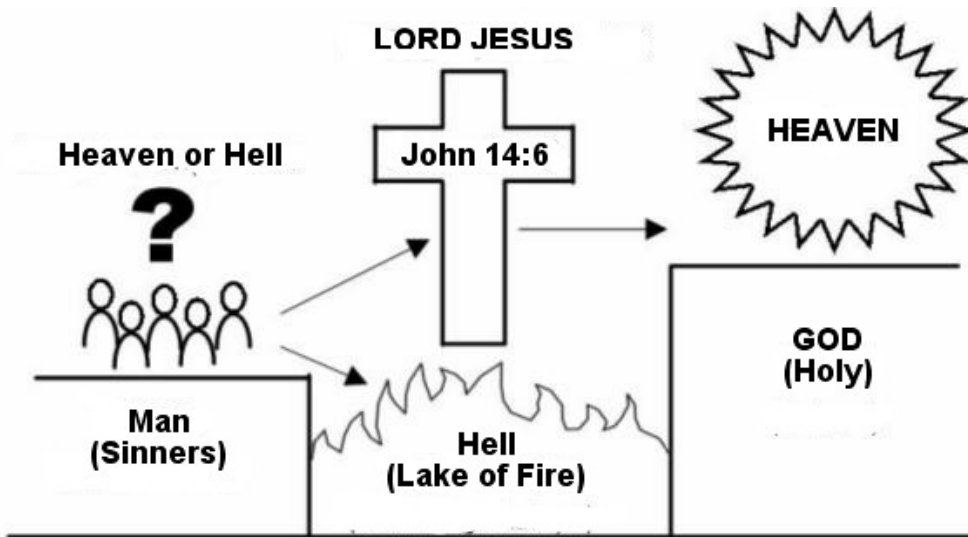 LORD JESUS
HEAVEN
John 14:6
Heaven or Hell
?
GOD
(Holy)
Man
(Sinners)
Hell
(Lake of Fire)